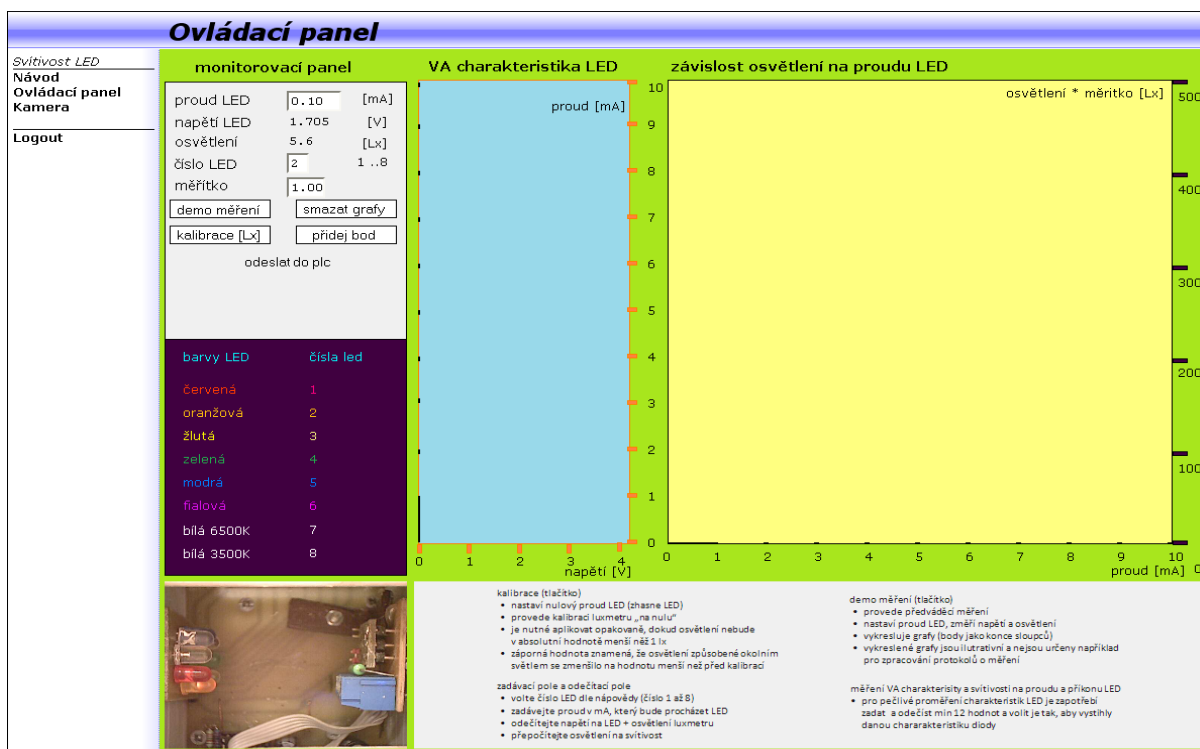 Ovládací panel
Svítivost LED
Návod
Ovládací panel
Kamera
Logout
monitorovací panel
proud LED 0.10 [mA]
napětí LED 1.705 [V]
osvětlení 5.6 [Lx]
číslo LED 2 1 ..8
měřítko 1.00
demo měření smazat grafy
kalibrace [Lx] přidej bod
odeslat do plc
barvy LED čísla led
červená 1
oranžová 2
žlutá 3
zelená 4
modrá 5
fialová 6
bílá 6500K 7
bílá 3500K 8
VA charakteristika LED
proud [mA]
10
9
8
7
6
5
4
3
2
1
0
0 1 2 3 4
napětí [V]
závislost osvětlení na proudu LED
osvětlení * měritko [Lx]
500
400
300
200
100
0
0 1 2 3 4 5 6 7 8 9 10
proud [mA]
kalibrace (tlačítko)
• nastaví nulový proud LED (zhasne LED)
• provede kalibraci luxmetru „na nulu“
• je nutné aplikovat opakovaně, dokud osvětlení nebude
v absolutní hodnotě menší něž 1 lx
• záporná hodnota znamená, že osvětlení způsobené okolním
světlem se zmenšilo na hodnotu menší než před kalibrací
zadávací pole a odečítací pole
• volte číslo LED dle nápovědy (číslo 1 až 8)
• zadávejte proud v mA, který bude procházet LED
• odečítejte napětí na LED + osvětlení luxmetru
• přepočítejte osvětlení na svítivost
demo měření (tlačítko)
• provede předváděcí měření
• nastaví proud LED, změří napětí a osvětlení
• vykresluje grafy (body jako konce sloupců)
• vykreslené grafy jsou ilutrativní a nejsou určeny například
pro zpracování protokolů o měření
měření VA charakterisity a svítivosti na proudu a příkonu LED
• pro pečlivé proměření charakteristik LED je zapotřebí
zadat a odečíst min 12 hodnot a volit je tak, aby vystihly
danou chararakteristiku diody